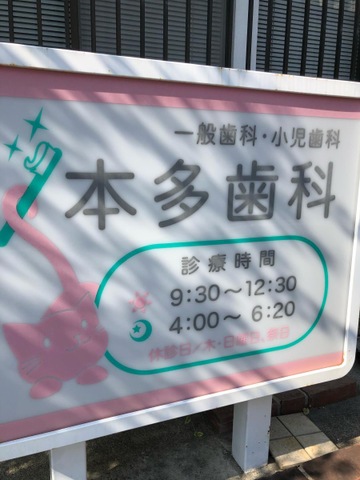 一般歯科・小児歯科
本多歯科
診療時間
9:30～12:30
4:00～ 6:20
休診日／木・日曜日、祭日